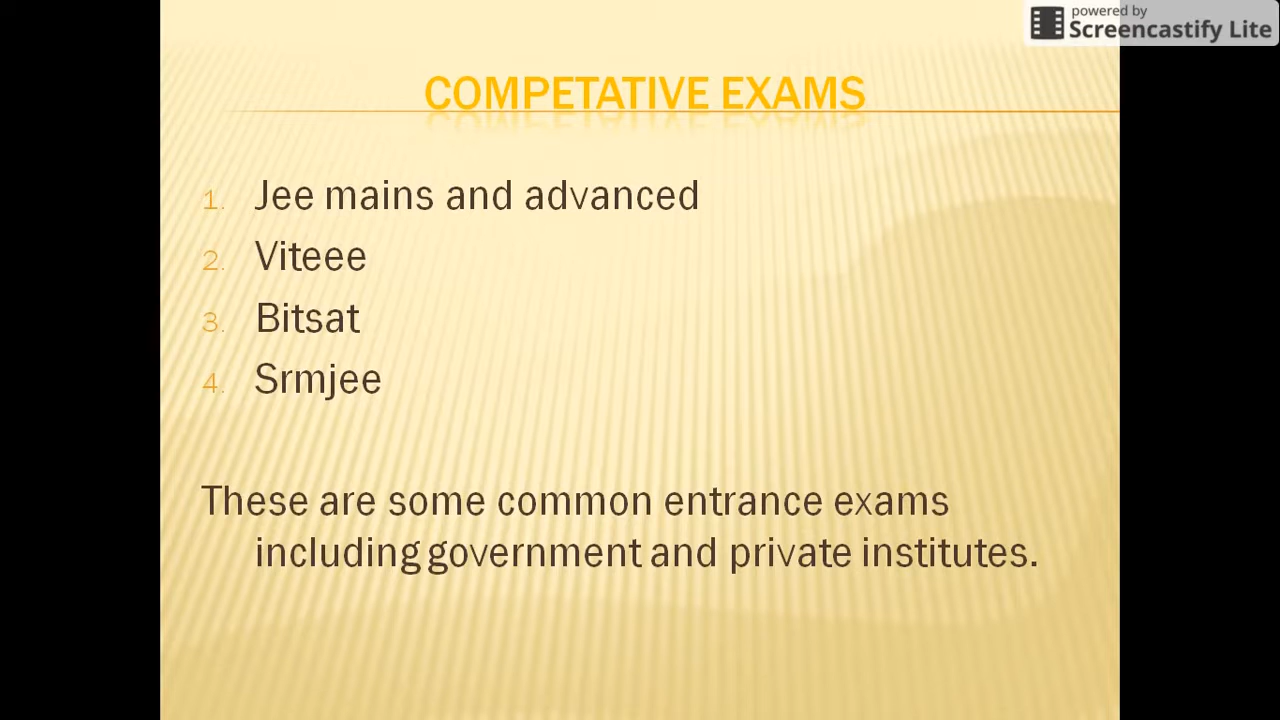 powered by
Screencastify Lite
COMPETATIVE EXAMS
1. Jee mains and advanced
2. Viteee
3. Bitsat
4. Srmjee
These are some common entrance exams
including government and private institutes.